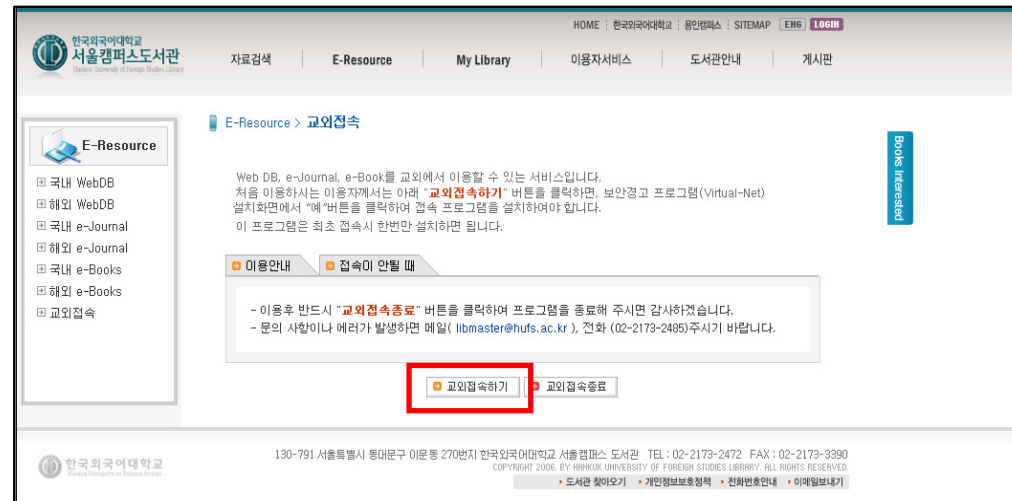 HOME : 한국외국어대학교 : 용인캠퍼스 : SITEMAP ENG LOGIN
한국외국어대학교
서울캠퍼스도서관
Hankuk University of Foreign Studies Library
자료검색 E-Resource My Library 이용자서비스 도서관안내 게시판
E-Resource > 교외접속
E-Resource
국내 WebDB
해외 WebDB
국내 e-Journal
해외 e-Journal
국내 e-Books
해외 e-Books
교외접속
Web DB, e-Journal, e-Book를 교외에서 이용할 수 있는 서비스입니다.
처음 이용하시는 이용자께서는 아래 "교외접속하기" 버튼을 클릭하면, 보안경고 프로그램(Virtual-Net)
설치화면에서 "예"버튼을 클릭하여 접속 프로그램을 설치하여야 합니다.
이 프로그램은 최초 접속시 한번만 설치하면 됩니다.
이용안내 접속이 안될 때
- 이용후 반드시 "교외접속종료" 버튼을 클릭하여 프로그램을 종료해 주시면 감사하겠습니다.
- 문의 사항이나 에러가 발생하면 메일( libmaster@hufs.ac.kr ), 전화 (02-2173-2485)주시기 바랍니다.
교외접속하기 교외접속종료
Books Interested
한국외국어대학교
HANKUK UNIVERSITY OF FOREIGN STUDIES
130-791 서울특별시 동대문구 이문동 270번지 한국외국어대학교 서울캠퍼스 도서관 TEL : 02-2173-2472 FAX : 02-2173-3390
COPYRIGHT 2006. BY HANKUK UNIVERSITY OF FOREIGN STUDIES LIBRARY. ALL RIGHTS RESERVED.
도서관 찾아오기 개인정보보호정책 전화번호안내 이메일보내기